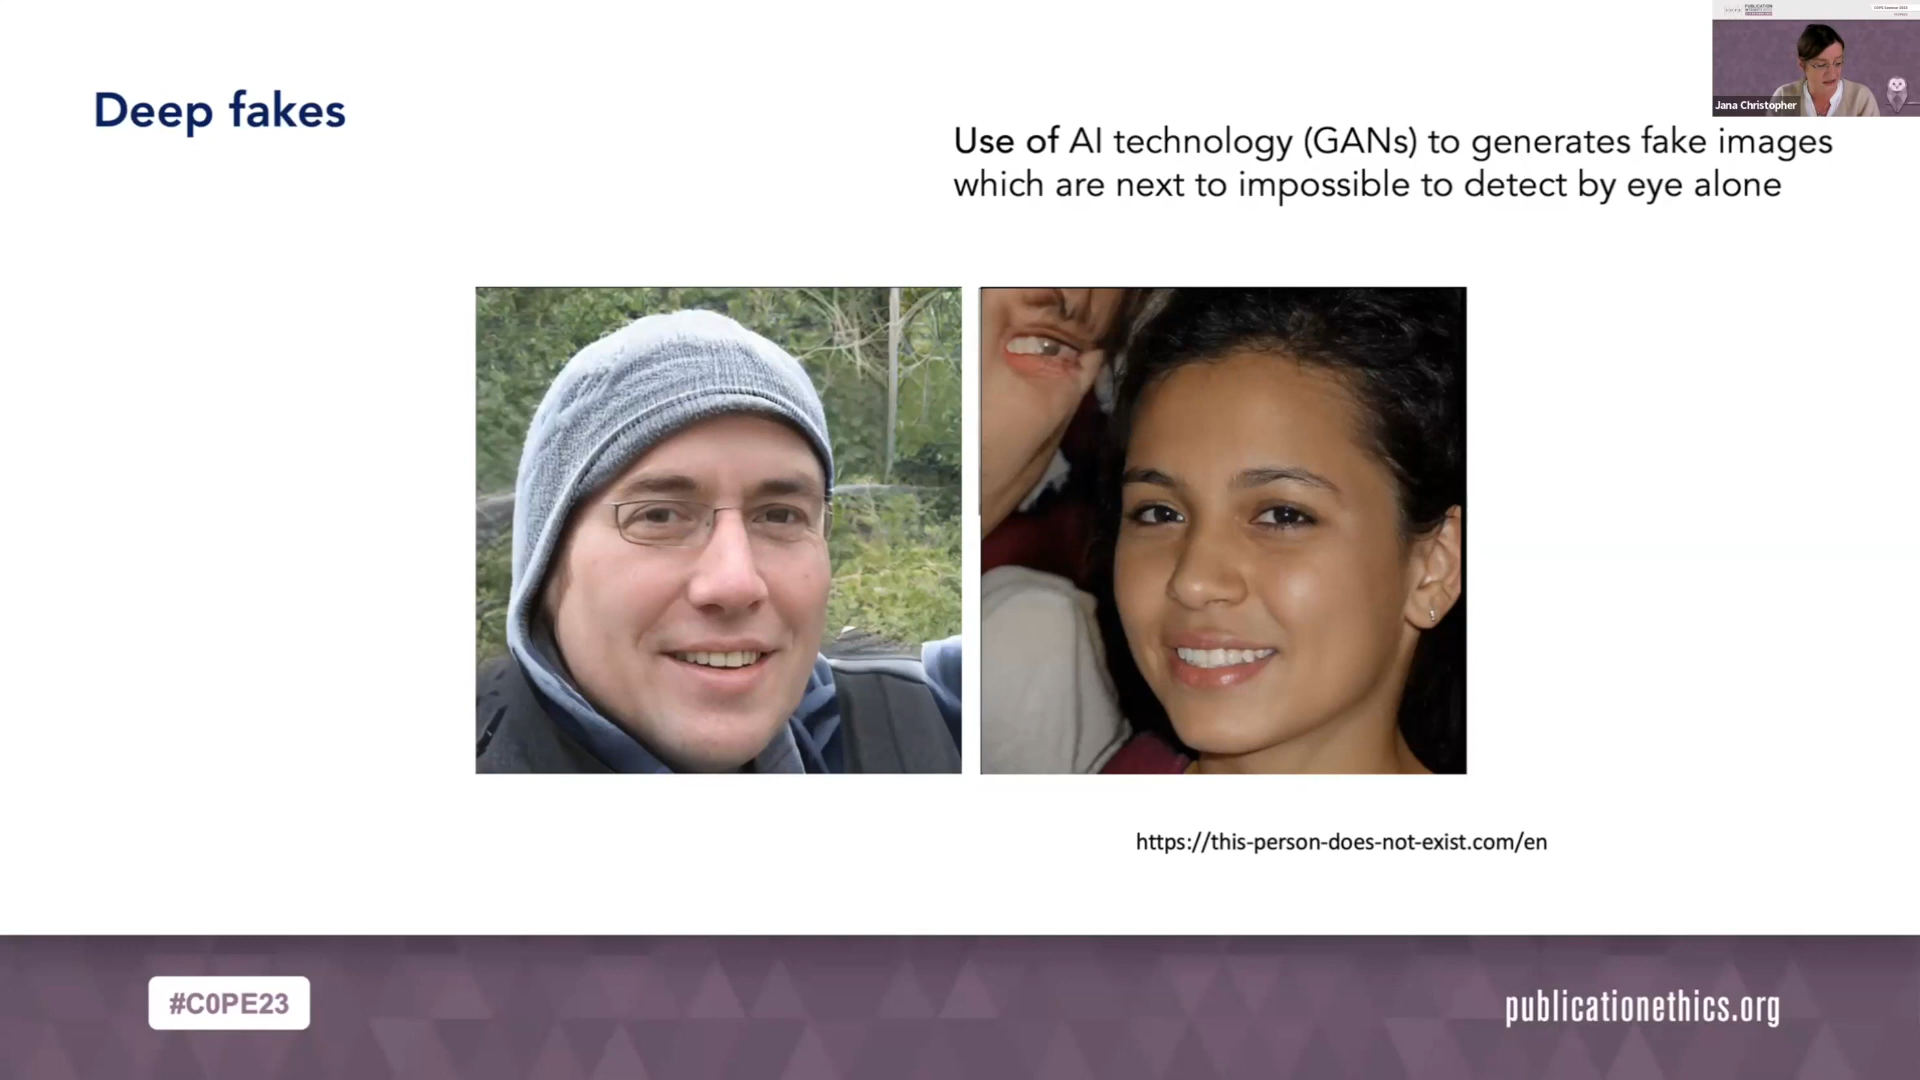 Deep fakes
Use of AI technology (GANs) to generates fake images
which are next to impossible to detect by eye alone
Jana Christopher
https://this-person-does-not-exist.com/en
#C0PE23
publicationethics.org